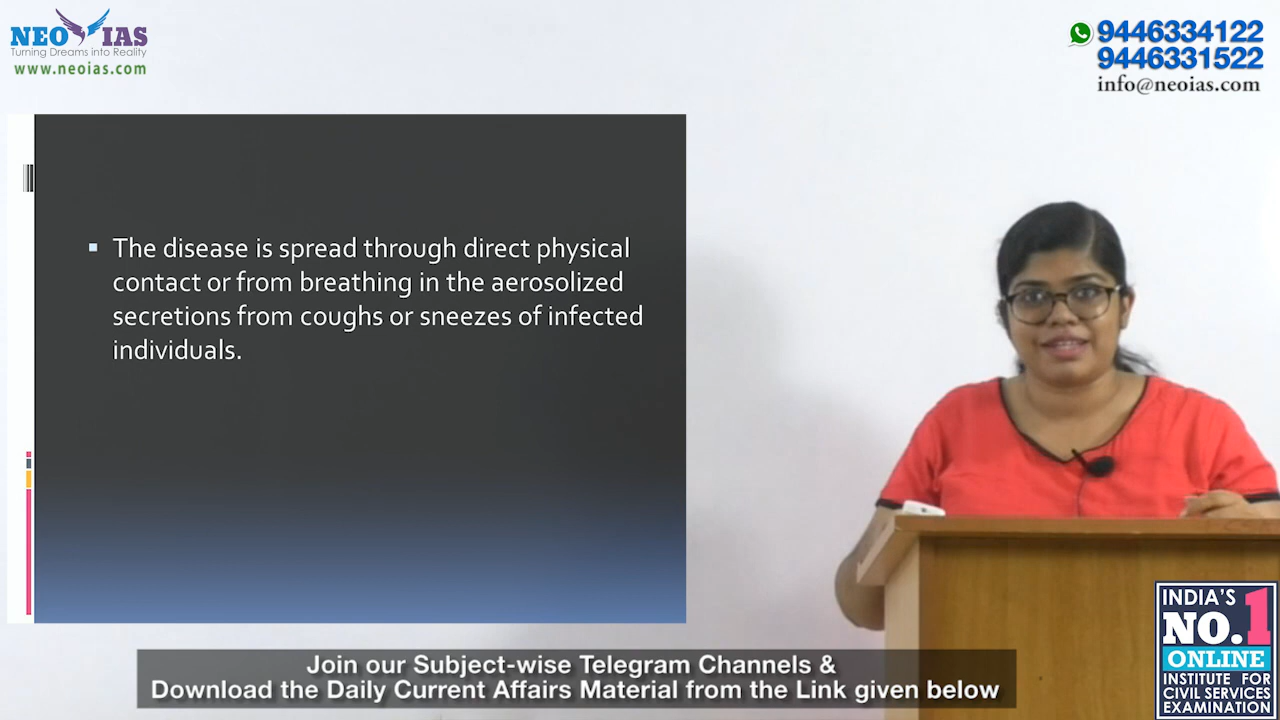 NEO IAS
Turning Dreams into Reality
www.neoias.com
9446334122
9446331522
info@neoias.com
The disease is spread through direct physical
contact or from breathing in the aerosolized
secretions from coughs or sneezes of infected
individuals.
Join our Subject-wise Telegram Channels &
Download the Daily Current Affairs Material from the Link given below
INDIA'S
NO.1
ONLINE
INSTITUTE FOR
CIVIL SERVICES
EXAMINATION